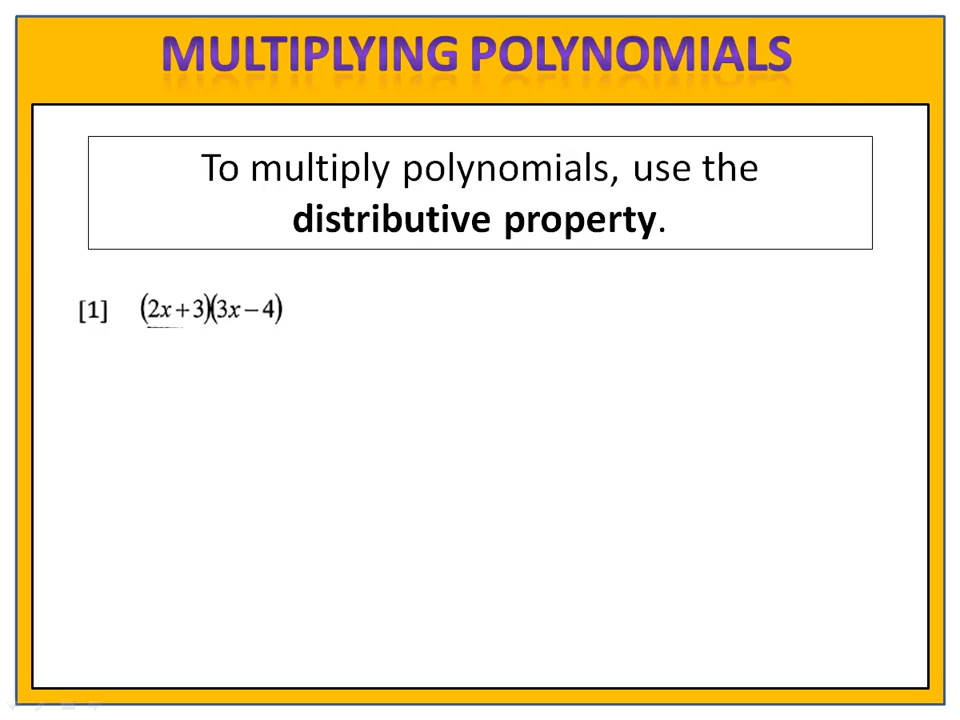 MULTIPLYING POLYNOMIALS
To multiply polynomials, use the
distributive property.
[1] (2x+3)(3x−4)